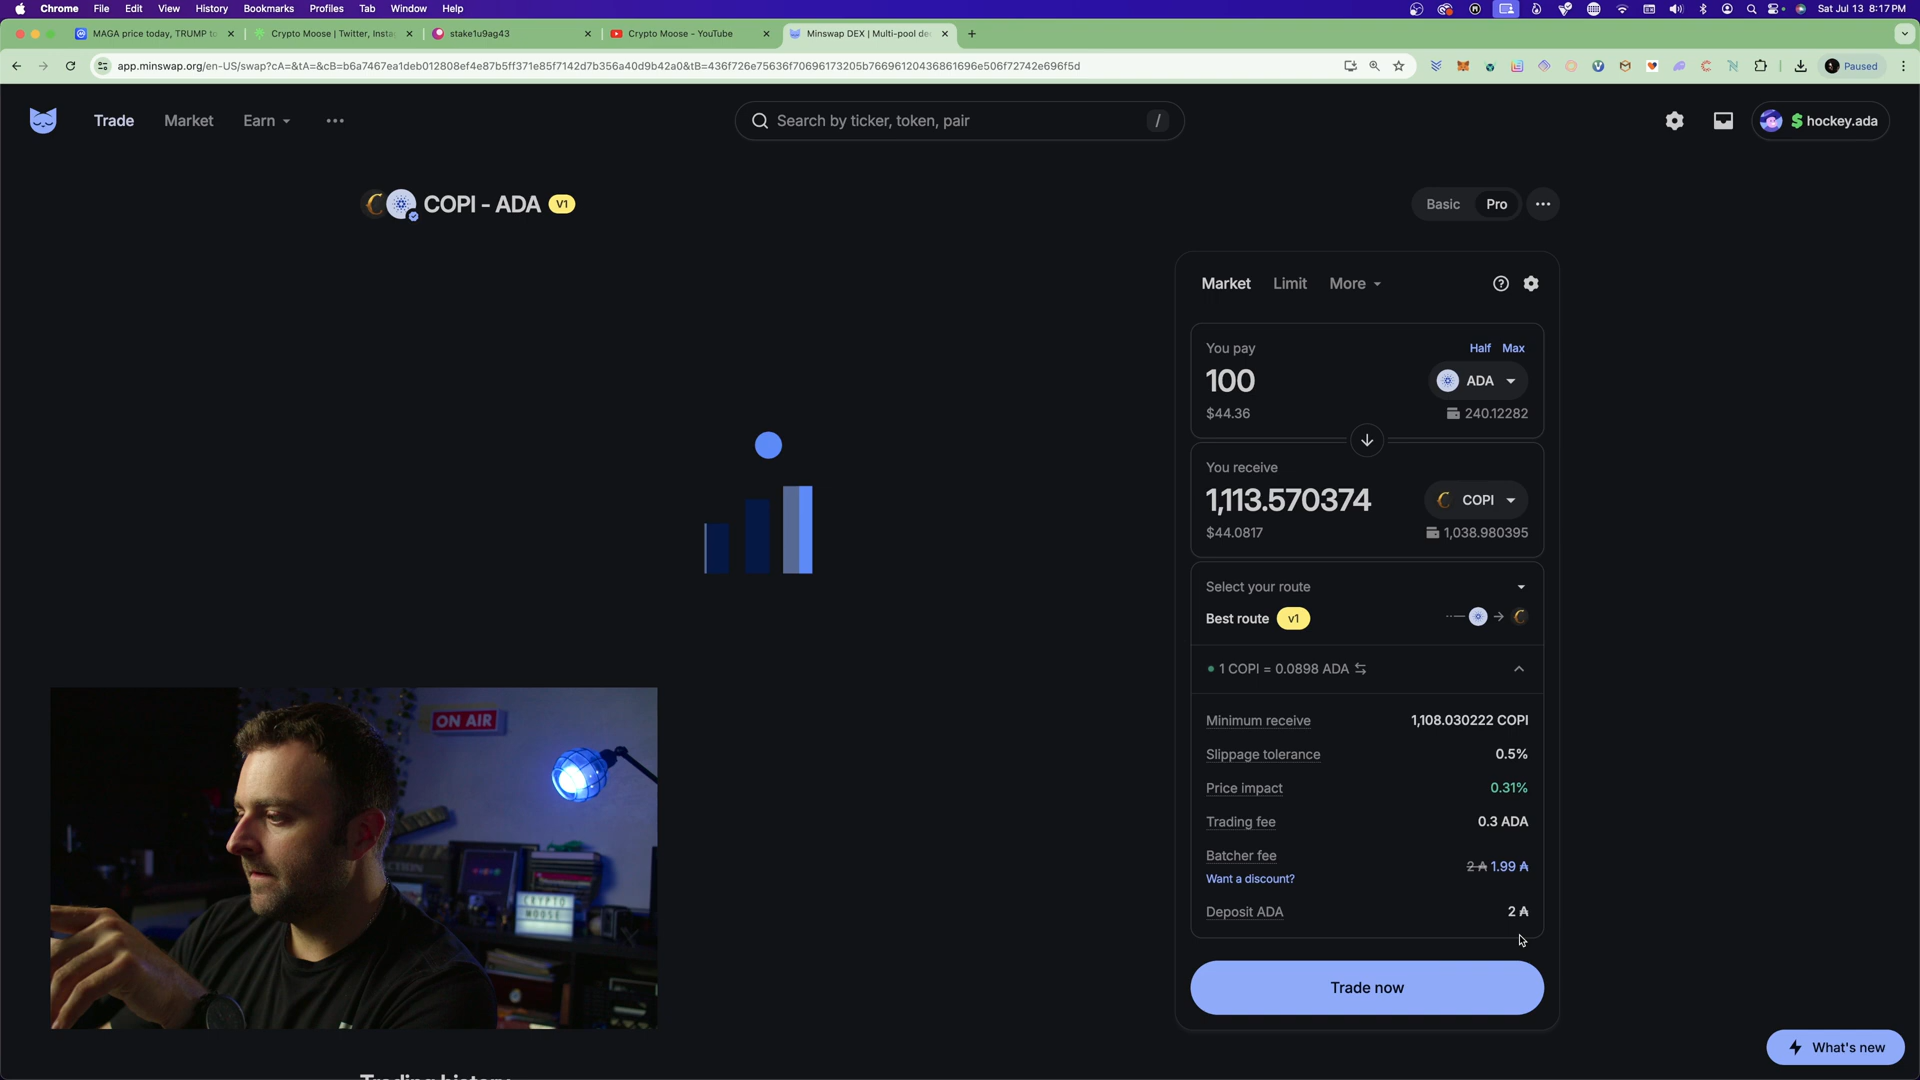 Chrome File Edit View History Bookmarks Profiles Tab Window Help
Sat Jul 13 8:17 PM
MAGA price today, TRUMP to
Crypto Moose | Twitter, Insta
stake1u9ag43
Crypto Moose - YouTube
Minswap DEX | Multi-pool de
app.minswap.org/en-US/swap?cA=&tA=&cB=b6a7467ea1deb012808ef4e87b5ff371e85f7142d7b356a40d9b42a0&tB=436f726e75636f70696173205b76696120436861696e506f72742e696f5d
Paused
Trade Market Earn
Search by ticker, token, pair /
$ hockey.ada
COPI - ADA V1
Basic Pro
Market Limit More
You pay Half Max
100 ADA
$44.36 240.12282
You receive
1,113.570374 COPI
$44.0817 1,038.980395
Select your route
Best route v1
1 COPI = 0.0898 ADA
Minimum receive 1,108.030222 COPI
Slippage tolerance 0.5%
Price impact 0.31%
Trading fee 0.3 ADA
Batcher fee 2 ₳ 1.99 ₳
Want a discount?
Deposit ADA 2 ₳
Trade now
ON AIR
CRYPTO
MOOSE
What's new
Trading history